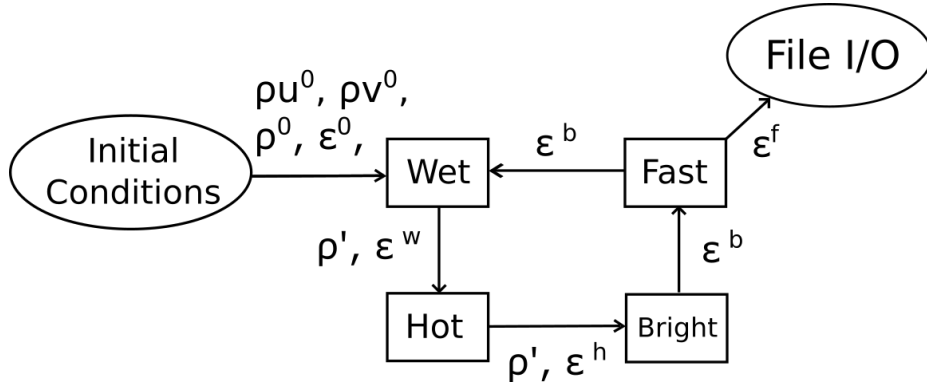 File I/O
ρu⁰, ρv⁰,
ρ⁰, ε⁰,
Initial
Conditions
Wet
ε ᵇ
Fast
εᶠ
ρ', ε ʷ
ε ᵇ
Hot
Bright
ρ', ε ʰ